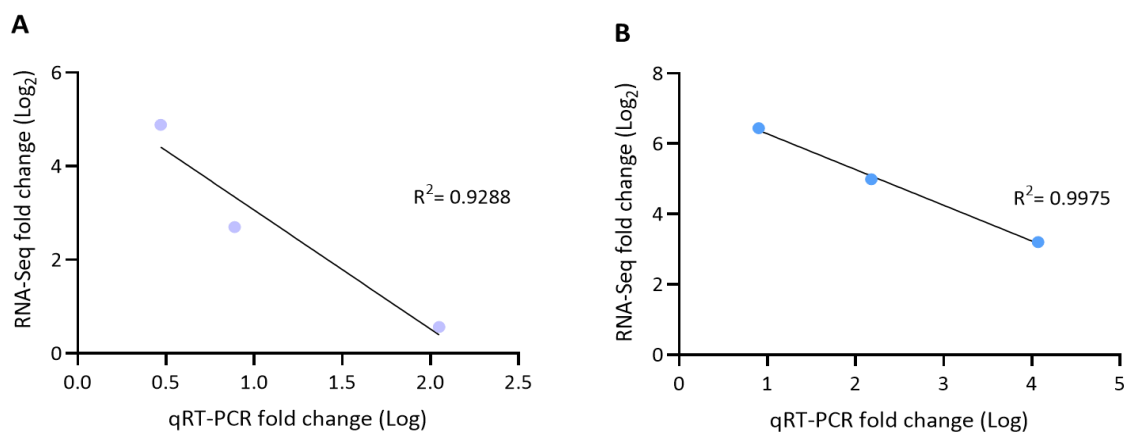 A
RNA-Seq fold change (Log2)
6
4
2
0
R2= 0.9288
0.0 0.5 1.0 1.5 2.0 2.5
qRT-PCR fold change (Log)
B
RNA-Seq fold change (Log2)
8
6
4
2
0
R2= 0.9975
0 1 2 3 4 5
qRT-PCR fold change (Log)